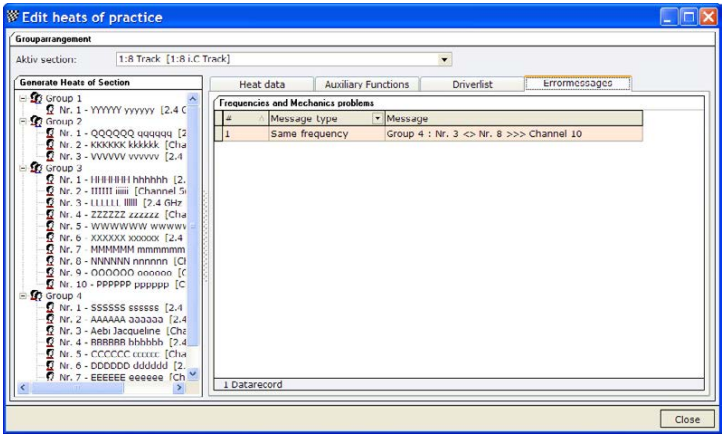 Edit heats of practice
Grouparrangement
Aktiv section:
1:8 Track [1:8 i.C Track]
Generate Heats of Section
Group 1
Nr. 1 - YYYYYY yyyyyy [2.4 G
Group 2
Nr. 1 - QQQQQQ qqqqqq [2
Nr. 2 - KKKKKK kkkkkk [Cha
Nr. 3 - VVVVVV vvvvvv [2.4
Group 3
Nr. 1 - HHHHHH hhhhhh [2.
Nr. 2 - IIIIII iiiiii [Channel 5
Nr. 3 - LLLLLL llllll [2.4 GHz
Nr. 4 - ZZZZZZ zzzzzz [Cha
Nr. 5 - WWWWWW wwwww
Nr. 6 - XXXXXX xxxxxx [2.4
Nr. 7 - MMMMMM mmmmmm
Nr. 8 - NNNNNN nnnnnn [Ch
Nr. 9 - OOOOOO oooooo [C
Nr. 10 - PPPPPP pppppp [C
Group 4
Nr. 1 - SSSSSS ssssss [2.4
Nr. 2 - AAAAAA aaaaaa [2.4
Nr. 3 - Aebi Jacqueline [Cha
Nr. 4 - BBBBBB bbbbbb [2.4
Nr. 5 - CCCCCC cccccc [Cha
Nr. 6 - DDDDDD dddddd [2.
Nr. 7 - EEEEEE eeeeee [Ch
Heat data Auxiliary Functions Driverlist Errormessages
Frequencies and Mechanics problems
# Message type Message
1 Same frequency Group 4 : Nr. 3 <> Nr. 8 >>> Channel 10
1 Datarecord
Close